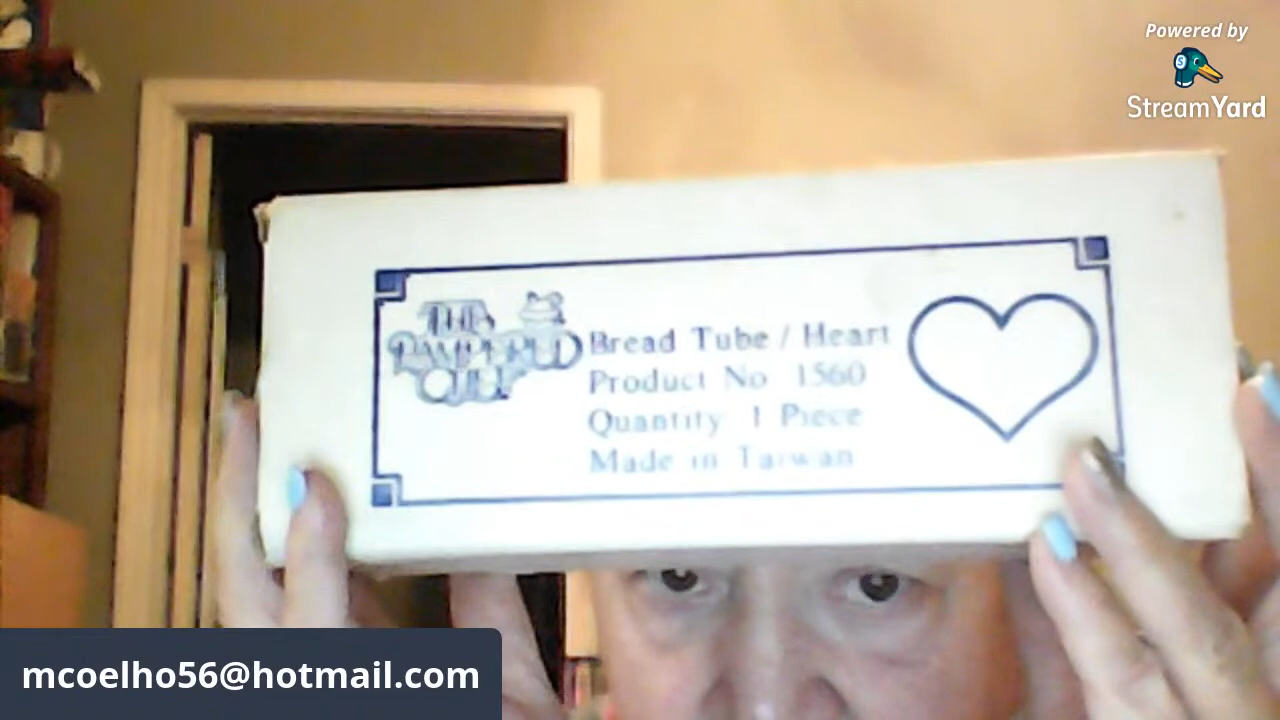 Powered by
StreamYard
THE
PAMPERED
CHEF
Bread Tube / Heart
Product No 1560
Quantity 1 Piece
Made in Taiwan
mcoelho56@hotmail.com